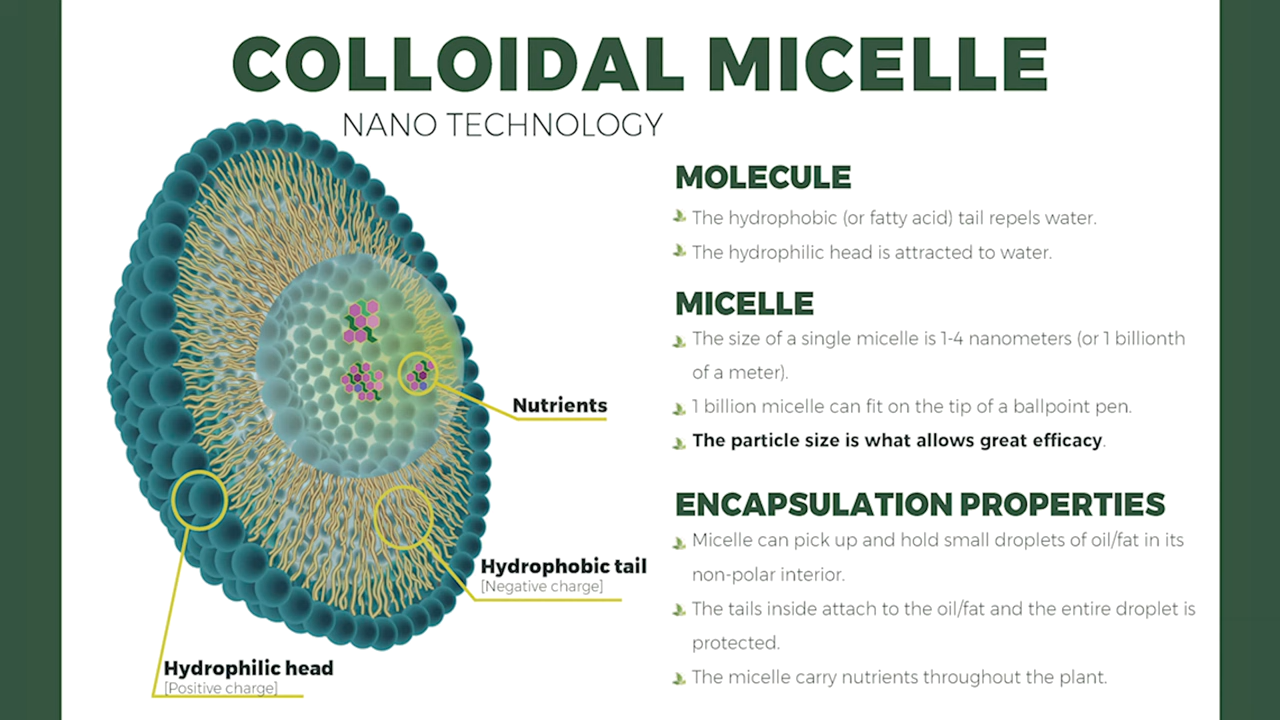 COLLOIDAL MICELLE
NANO TECHNOLOGY
MOLECULE
The hydrophobic (or fatty acid) tail repels water.
The hydrophilic head is attracted to water.
MICELLE
The size of a single micelle is 1-4 nanometers (or 1 billionth
of a meter).
1 billion micelle can fit on the tip of a ballpoint pen.
The particle size is what allows great efficacy.
ENCAPSULATION PROPERTIES
Micelle can pick up and hold small droplets of oil/fat in its
non-polar interior.
The tails inside attach to the oil/fat and the entire droplet is
protected.
The micelle carry nutrients throughout the plant.
Nutrients
Hydrophobic tail
[Negative charge]
Hydrophilic head
[Positive charge]